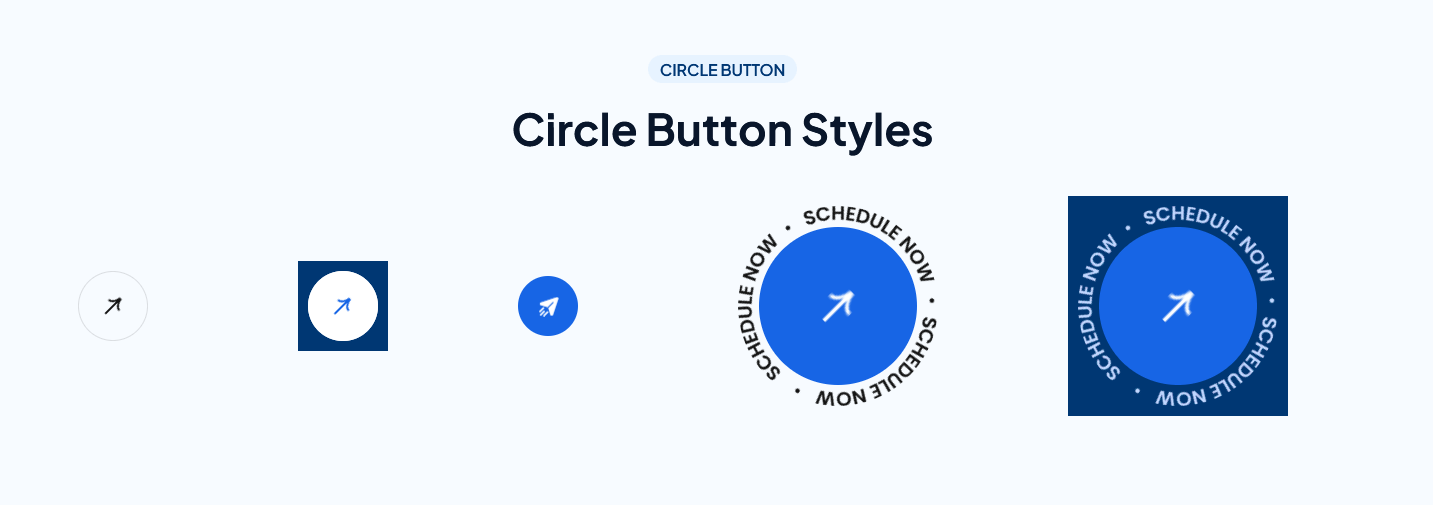 CIRCLE BUTTON
Circle Button Styles
SCHEDULE NOW • SCHEDULE NOW • SCHEDULE NOW •
SCHEDULE NOW • SCHEDULE NOW • SCHEDULE NOW •